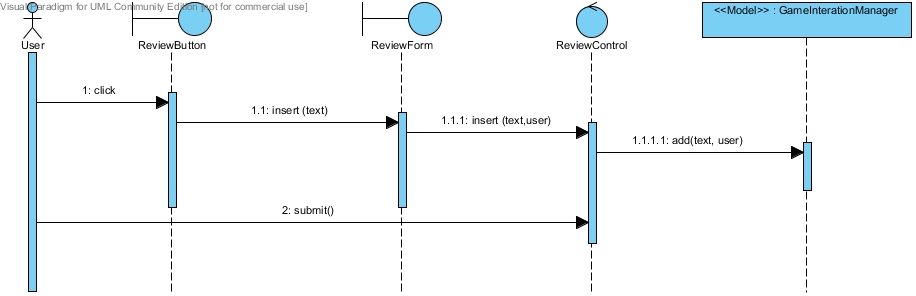 Visual Paradigm for UML Community Edition [not for commercial use]
<<Model>> : GameInterationManager
User
ReviewButton
ReviewForm
ReviewControl
1: click
1.1: insert (text)
1.1.1: insert (text,user)
1.1.1.1: add(text, user)
2: submit()